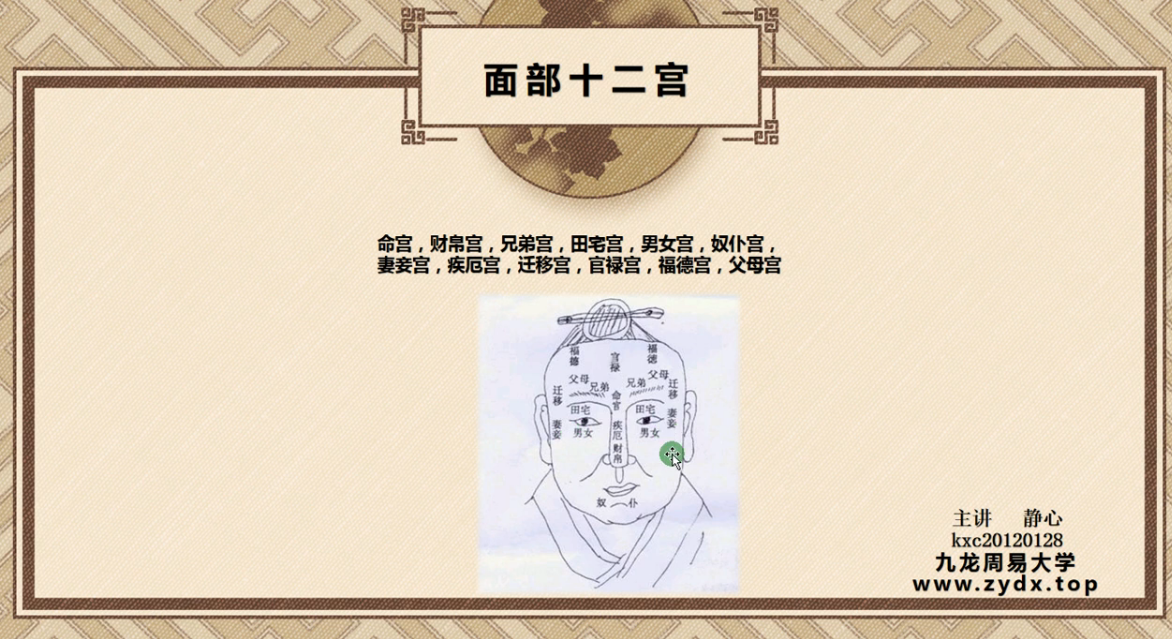 面部十二宫
命宫，财帛宫，兄弟宫，田宅宫，男女宫，奴仆宫，
妻妾宫，疾厄宫，迁移宫，官禄宫，福德宫，父母宫
福德
官禄
福德
父母
兄弟
兄弟
父母
迁移
命宫
迁移
田宅
田宅
妻妾
妻妾
男女
疾厄
男女
财帛
奴仆
主讲 静心
kxc20120128
九龙周易大学
www.zydx.top